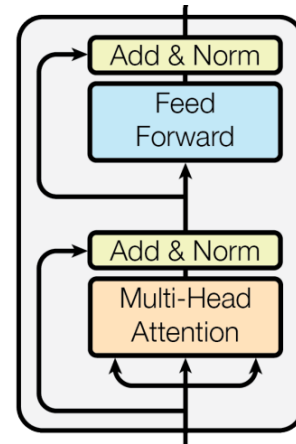 Add & Norm
Feed
Forward
Add & Norm
Multi-Head
Attention